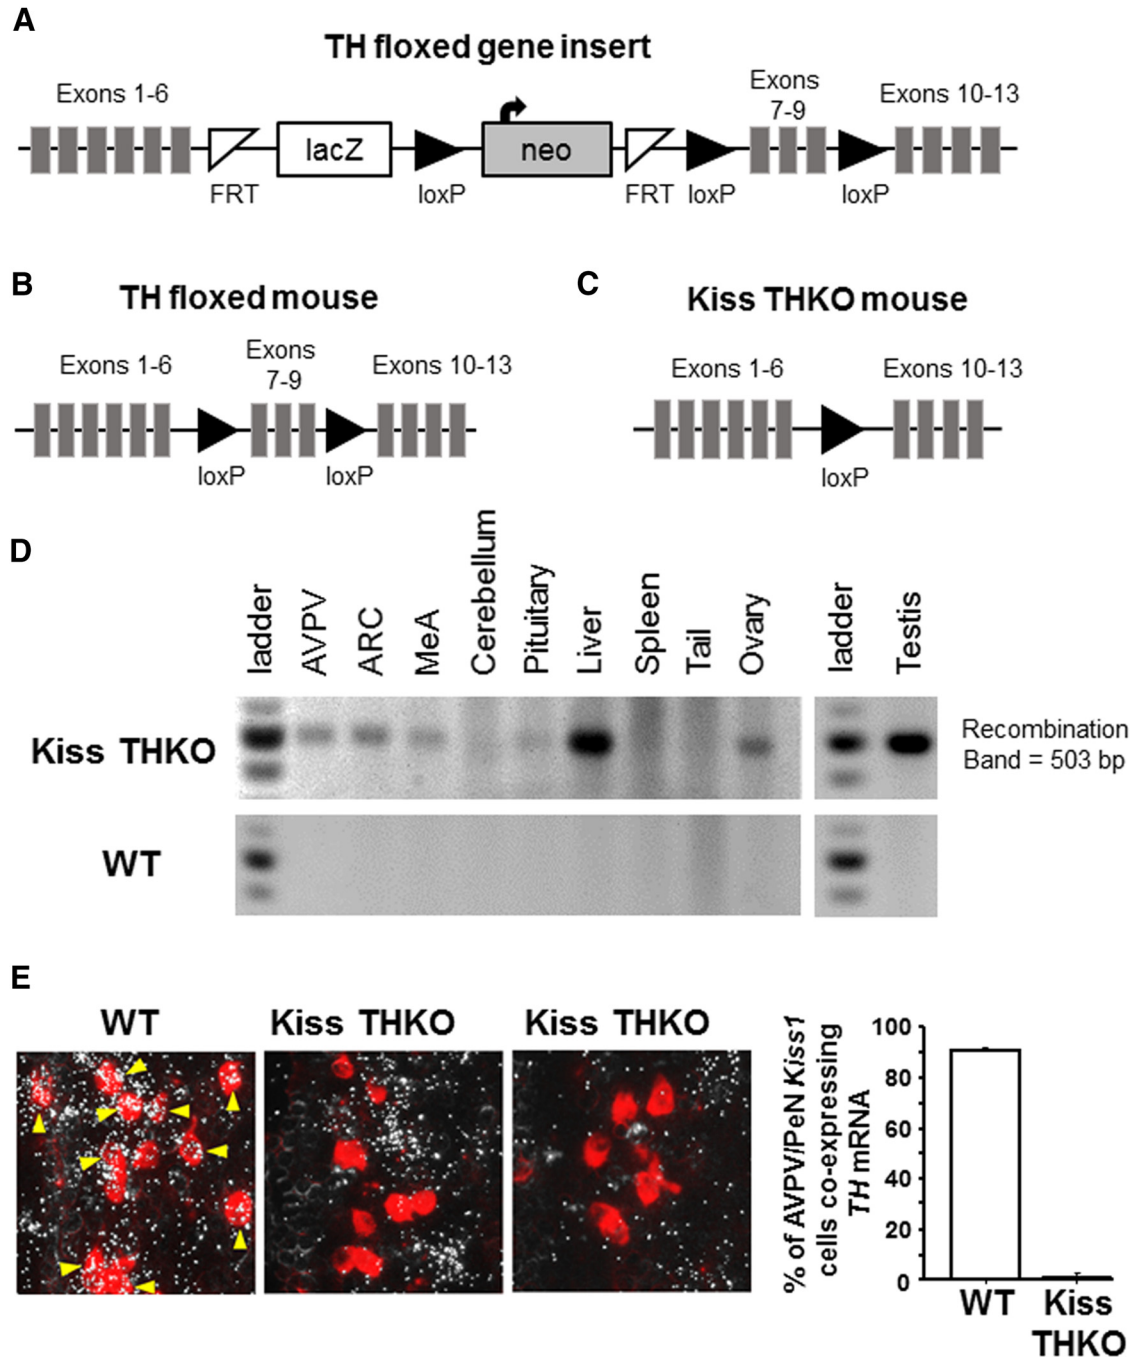 A
TH floxed gene insert
Exons 1-6
Exons
7-9
Exons 10-13
lacZ
neo
FRT
loxP
FRT
loxP
loxP
B
TH floxed mouse
Exons 1-6
Exons
7-9
Exons 10-13
loxP
loxP
C
Kiss THKO mouse
Exons 1-6
Exons 10-13
loxP
D
ladder
AVPV
ARC
MeA
Cerebellum
Pituitary
Liver
Spleen
Tail
Ovary
ladder
Testis
Kiss THKO
Recombination
Band = 503 bp
WT
E
WT
Kiss THKO
Kiss THKO
% of AVPV/PeN Kiss1
cells co-expressing
TH mRNA
100
80
60
40
20
0
WT
Kiss
THKO